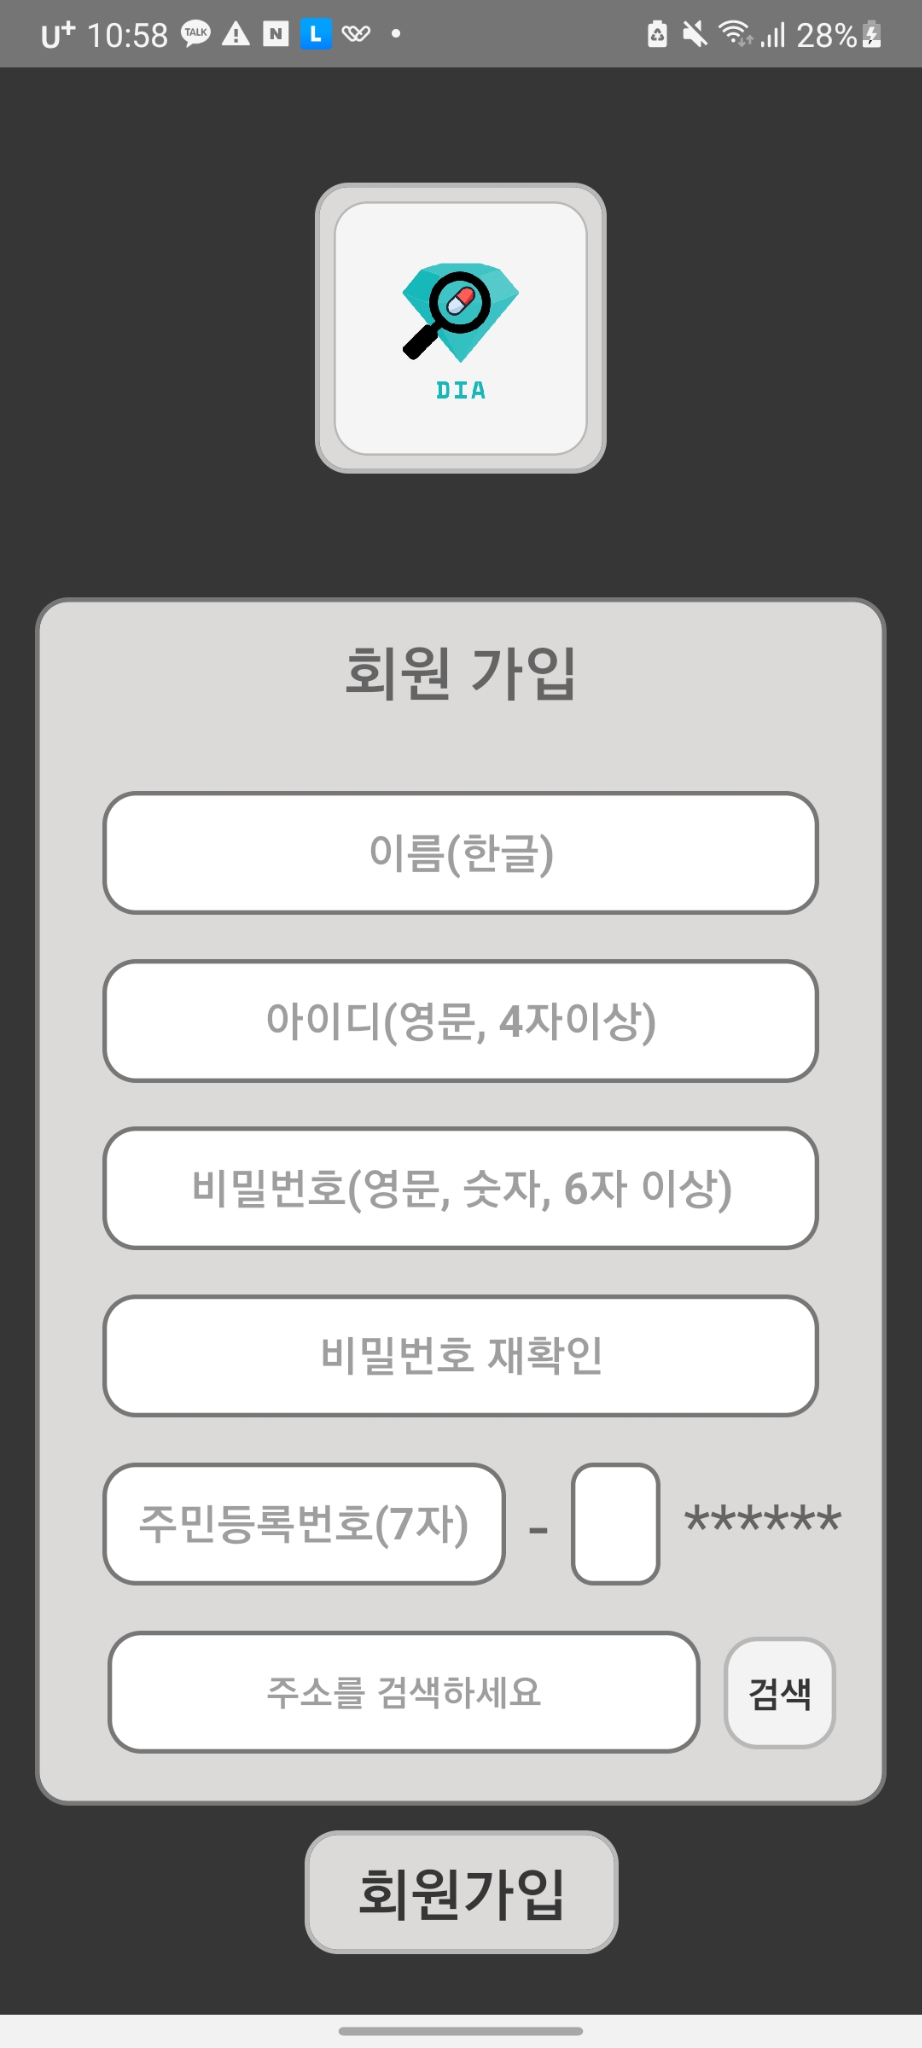 U+ 10:58 TALK N L 28%
DIA
회원 가입
이름(한글)
아이디(영문, 4자이상)
비밀번호(영문, 숫자, 6자 이상)
비밀번호 재확인
주민등록번호(7자) - ******
주소를 검색하세요 검색
회원가입